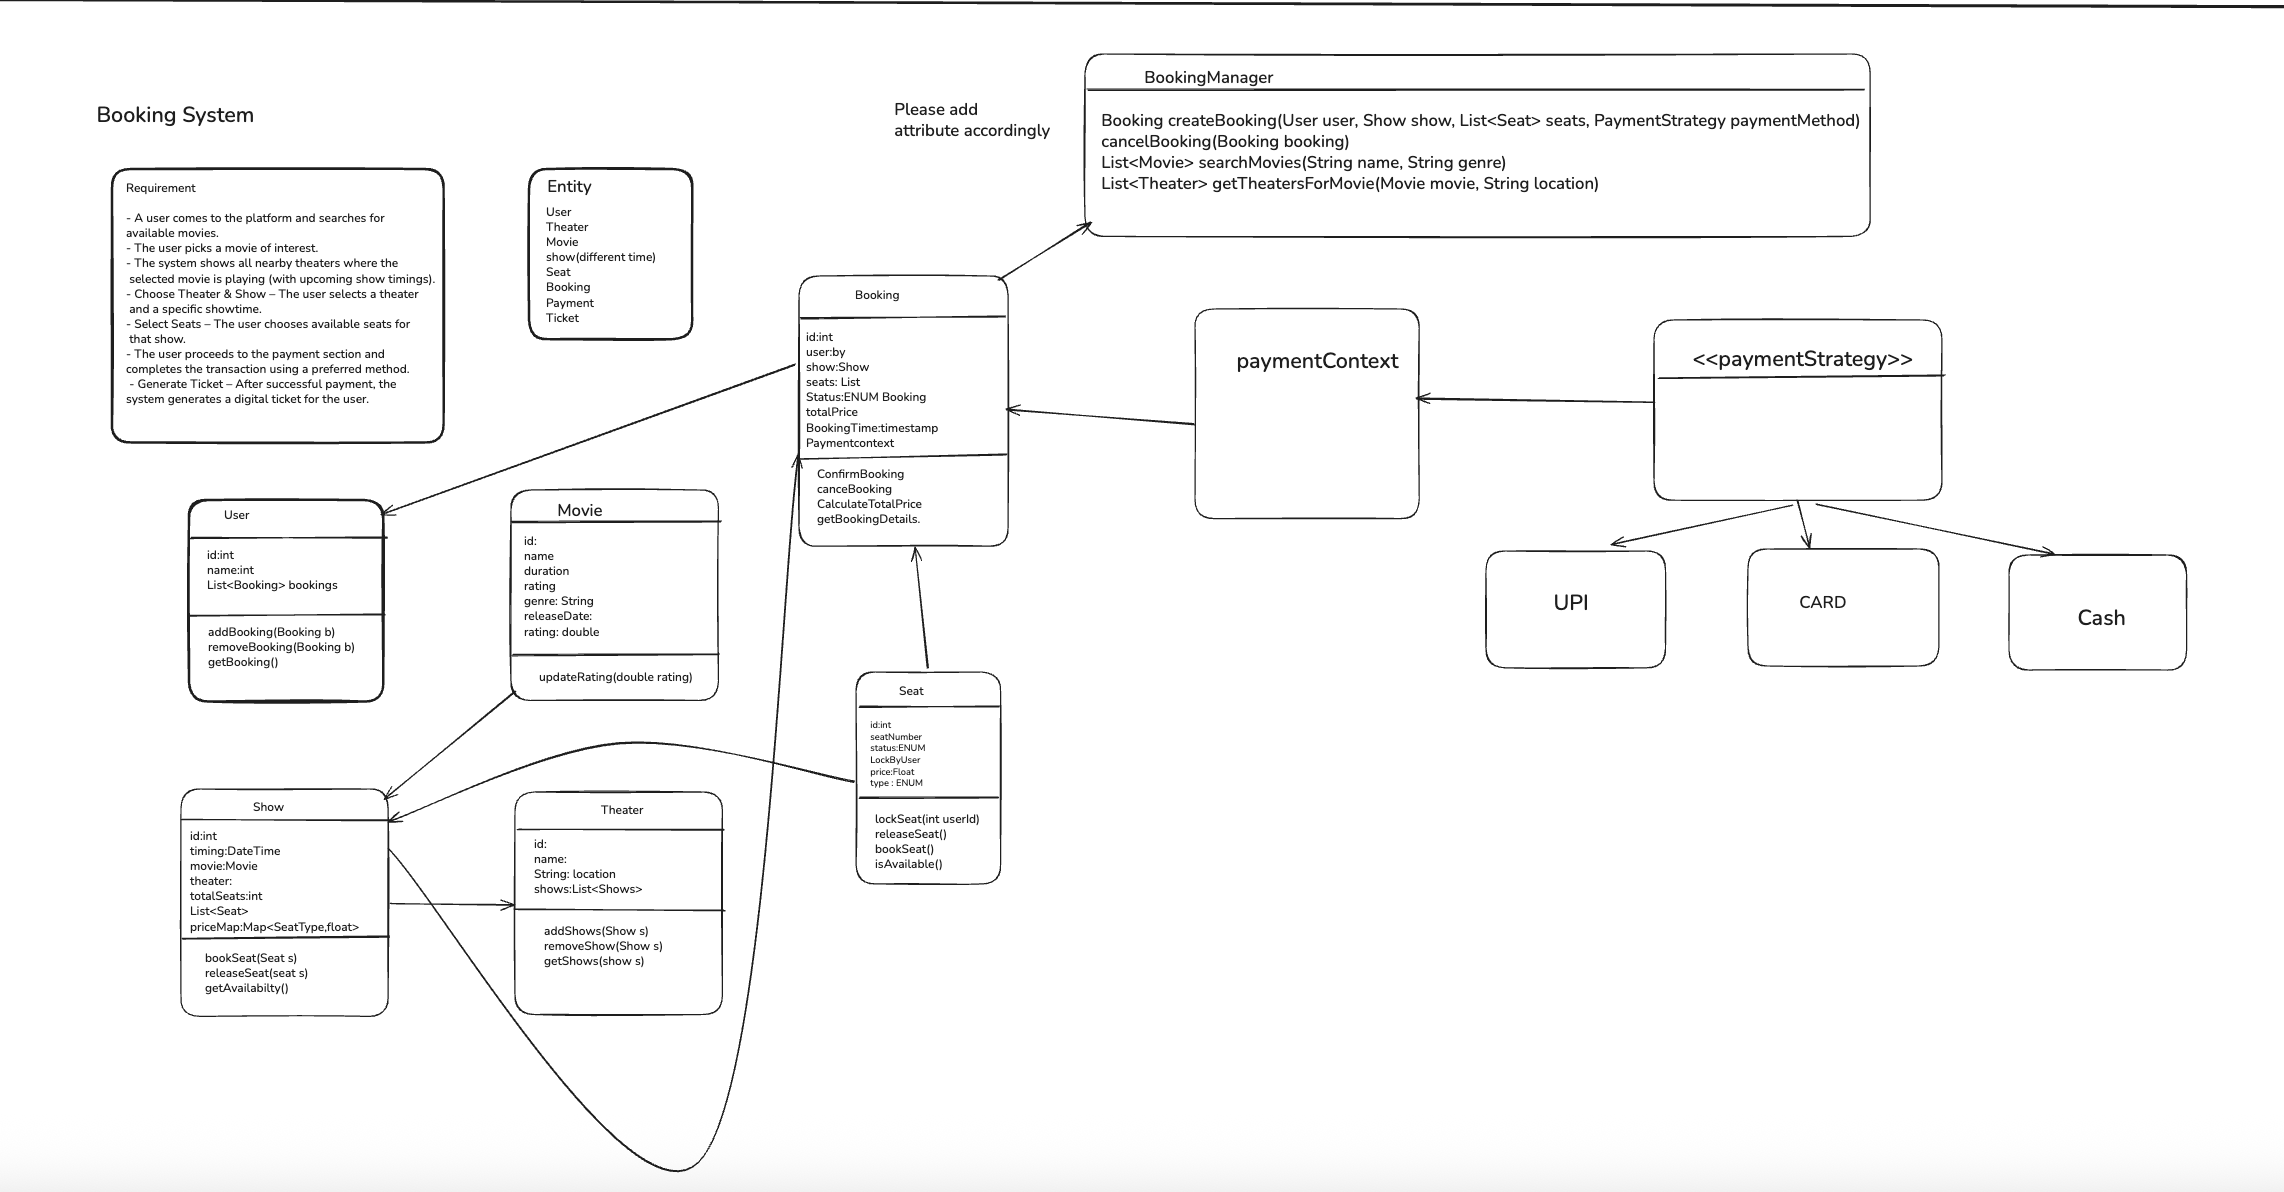 Booking System
Requirement
- A user comes to the platform and searches for
available movies.
- The user picks a movie of interest.
- The system shows all nearby theaters where the
selected movie is playing (with upcoming show timings).
- Choose Theater & Show – The user selects a theater
and a specific showtime.
- Select Seats – The user chooses available seats for
that show.
- The user proceeds to the payment section and
completes the transaction using a preferred method.
- Generate Ticket – After successful payment, the
system generates a digital ticket for the user.
Entity
User
Theater
Movie
show(different time)
Seat
Booking
Payment
Ticket
Please add
attribute accordingly
BookingManager
Booking createBooking(User user, Show show, List<Seat> seats, PaymentStrategy paymentMethod)
cancelBooking(Booking booking)
List<Movie> searchMovies(String name, String genre)
List<Theater> getTheatersForMovie(Movie movie, String location)
Booking
id:int
user:by
show:Show
seats: List
Status:ENUM Booking
totalPrice
BookingTime:timestamp
Paymentcontext
ConfirmBooking
canceBooking
CalculateTotalPrice
getBookingDetails.
paymentContext
<<paymentStrategy>>
UPI
CARD
Cash
User
id:int
name:int
List<Booking> bookings
addBooking(Booking b)
removeBooking(Booking b)
getBooking()
Movie
id:
name
duration
rating
genre: String
releaseDate:
rating: double
updateRating(double rating)
Seat
id:int
seatNumber
status:ENUM
LockByUser
price:Float
type : ENUM
lockSeat(int userId)
releaseSeat()
bookSeat()
isAvailable()
Show
id:int
timing:DateTime
movie:Movie
theater:
totalSeats:int
List<Seat>
priceMap:Map<SeatType,float>
bookSeat(Seat s)
releaseSeat(seat s)
getAvailabilty()
Theater
id:
name:
String: location
shows:List<Shows>
addShows(Show s)
removeShow(Show s)
getShows(show s)